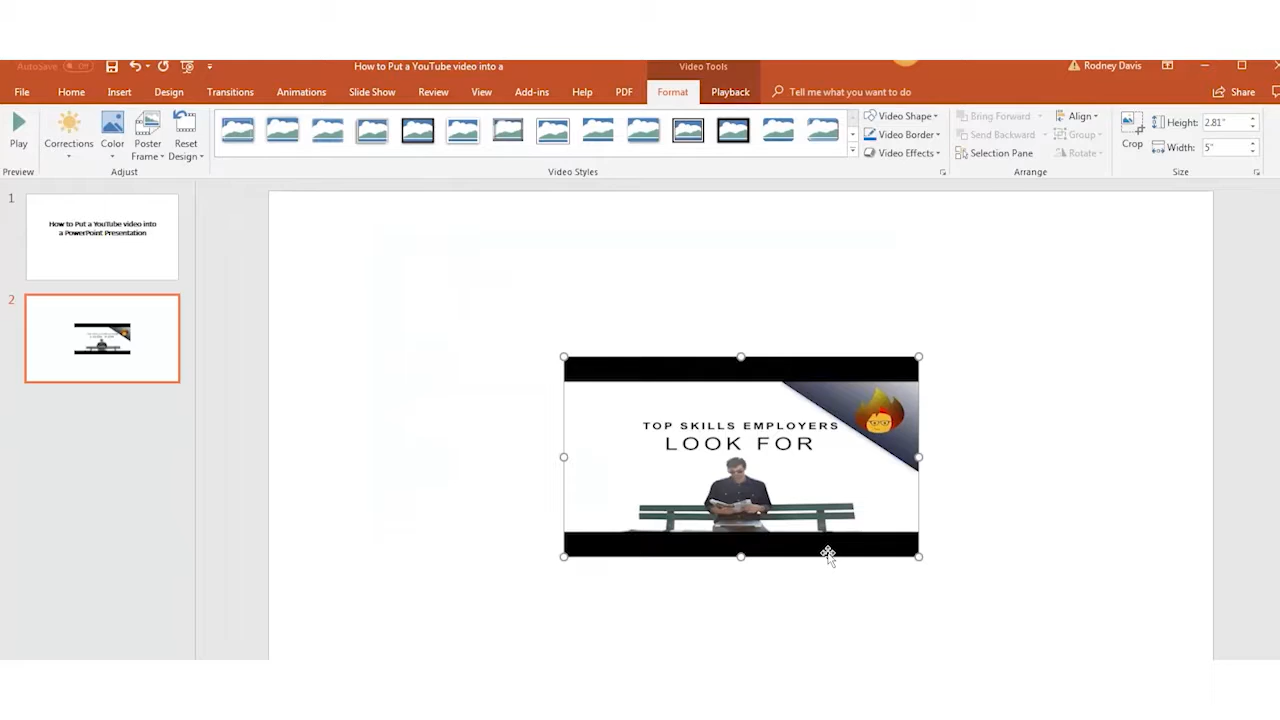 AutoSave Off
How to Put a YouTube video into a
Video Tools
Rodney Davis
File Home Insert Design Transitions Animations Slide Show Review View Add-ins Help PDF Format Playback Tell me what you want to do Share
Play
Corrections
Color
Poster Frame
Reset Design
Video Shape
Video Border
Video Effects
Bring Forward
Send Backward
Selection Pane
Align
Group
Rotate
Crop
Height: 2.81"
Width: 5"
Preview Adjust Video Styles Arrange Size
1
How to Put a YouTube video into
a PowerPoint Presentation
2
TOP SKILLS EMPLOYERS
LOOK FOR